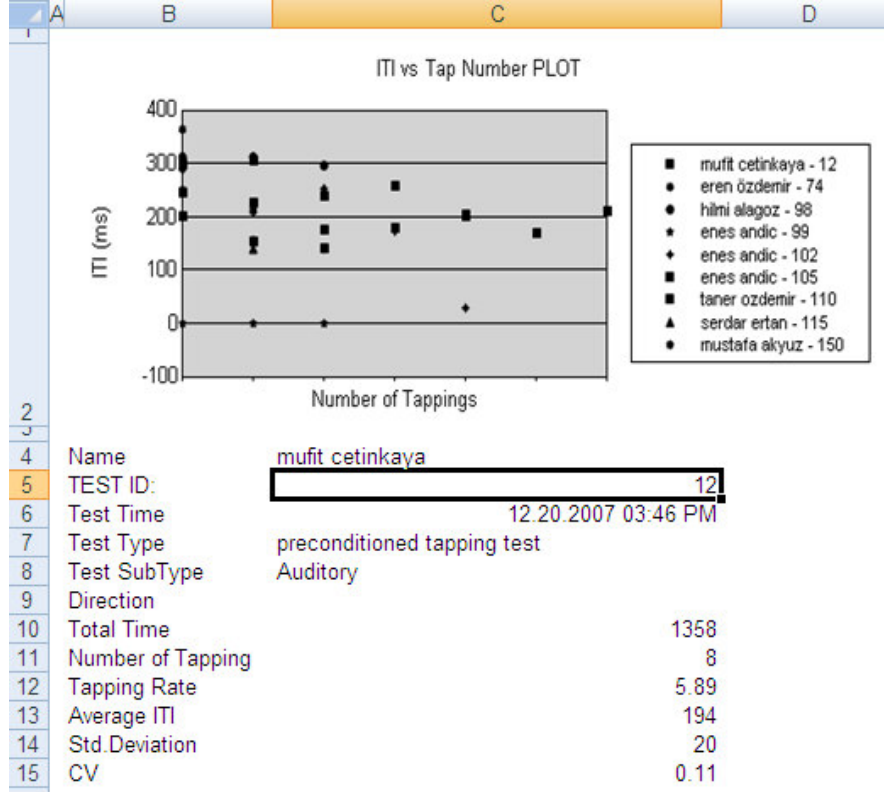 A B C D
1
ITI vs Tap Number PLOT
400
300
200
100
0
-100
ITI (ms)
Number of Tappings
mufit cetinkaya - 12
eren özdemir - 74
hilmi alagoz - 98
enes andic - 99
enes andic - 102
enes andic - 105
taner ozdemir - 110
serdar ertan - 115
mustafa akyuz - 150
2
3
4 Name mufit cetinkaya
5 TEST ID: 12
6 Test Time 12.20.2007 03:46 PM
7 Test Type preconditioned tapping test
8 Test SubType Auditory
9 Direction
10 Total Time 1358
11 Number of Tapping 8
12 Tapping Rate 5.89
13 Average ITI 194
14 Std.Deviation 20
15 CV 0.11